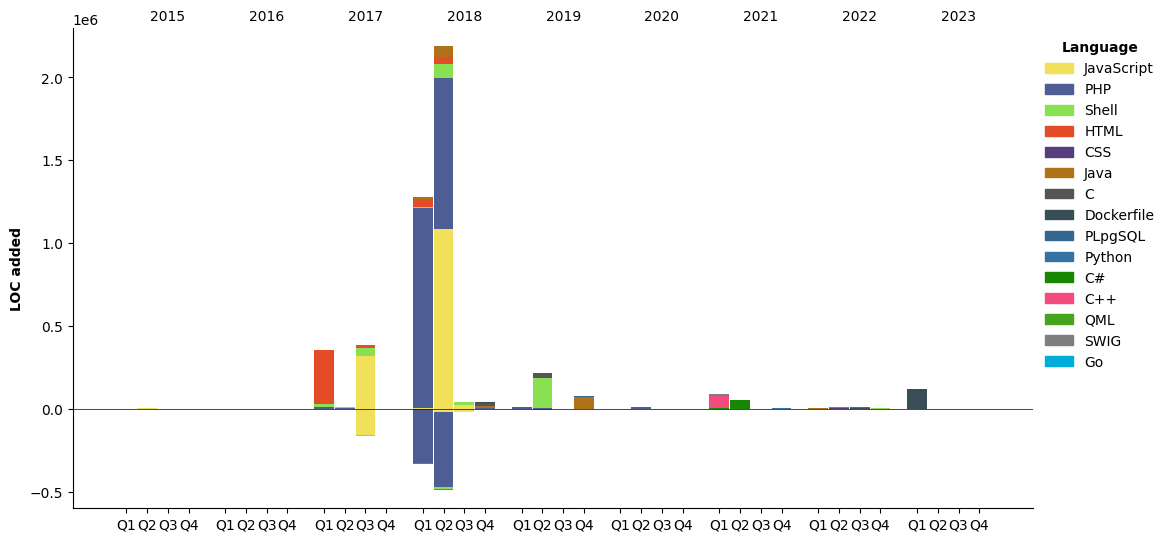 1e6
2015 2016 2017 2018 2019 2020 2021 2022 2023
LOC added
2.0
1.5
1.0
0.5
0.0
−0.5
Q1 Q2 Q3 Q4 Q1 Q2 Q3 Q4 Q1 Q2 Q3 Q4 Q1 Q2 Q3 Q4 Q1 Q2 Q3 Q4 Q1 Q2 Q3 Q4 Q1 Q2 Q3 Q4 Q1 Q2 Q3 Q4 Q1 Q2 Q3 Q4
Language
JavaScript
PHP
Shell
HTML
CSS
Java
C
Dockerfile
PLpgSQL
Python
C#
C++
QML
SWIG
Go